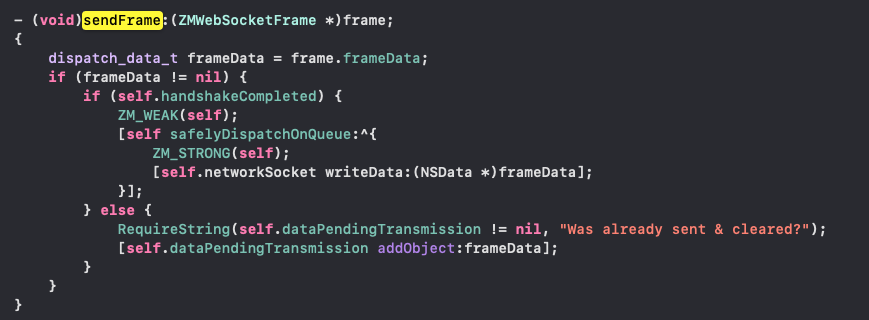 - (void)sendFrame:(ZMWebSocketFrame *)frame;
{
    dispatch_data_t frameData = frame.frameData;
    if (frameData != nil) {
        if (self.handshakeCompleted) {
            ZM_WEAK(self);
            [self safelyDispatchOnQueue:^{
                ZM_STRONG(self);
                [self.networkSocket writeData:(NSData *)frameData];
            }];
        } else {
            RequireString(self.dataPendingTransmission != nil, "Was already sent & cleared?");
            [self.dataPendingTransmission addObject:frameData];
        }
    }
}